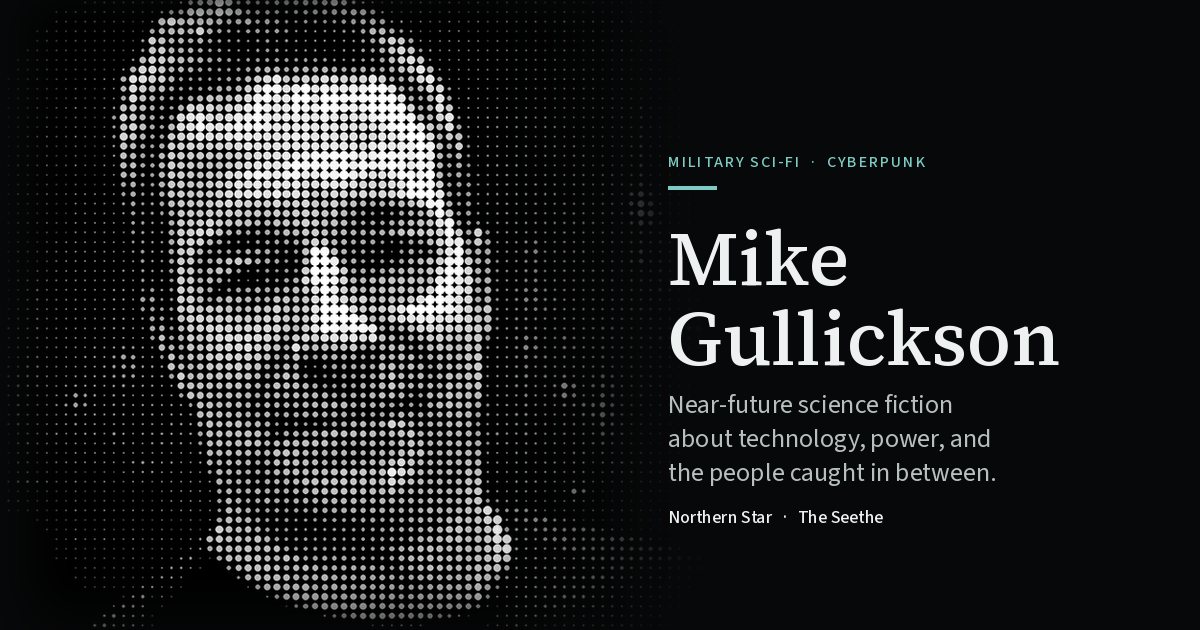 MILITARY SCI-FI · CYBERPUNK
Mike
Gullickson
Near-future science fiction
about technology, power, and
the people caught in between.
Northern Star · The Seethe